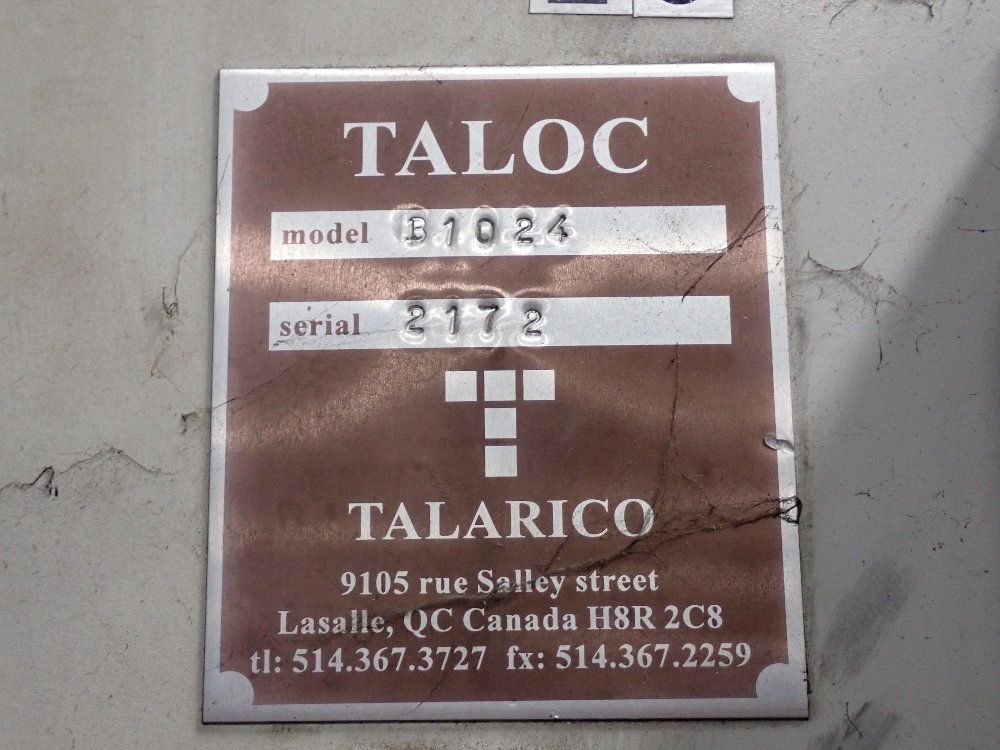 TALOC
model B1024
serial 2172
TALARICO
9105 rue Salley street
Lasalle, QC Canada H8R 2C8
tl: 514.367.3727 fx: 514.367.2259